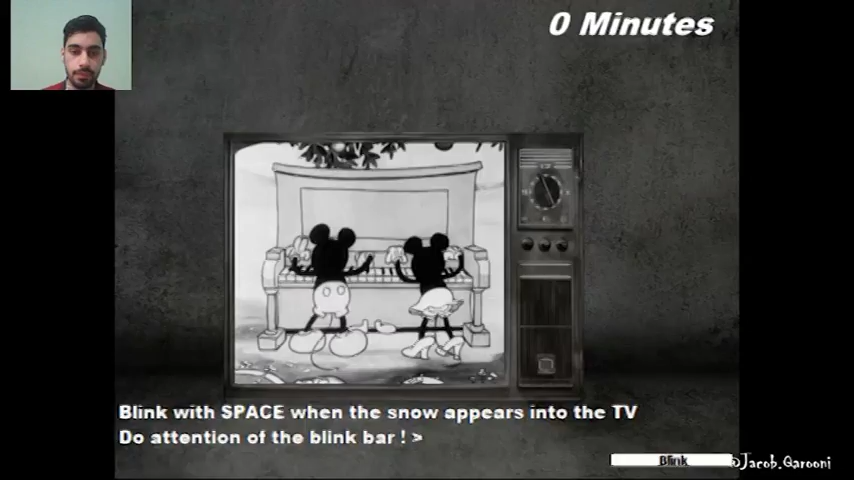 0 Minutes
Blink with SPACE when the snow appears into the TV
Do attention of the blink bar ! >
Blink
@Jacob.Qarooni